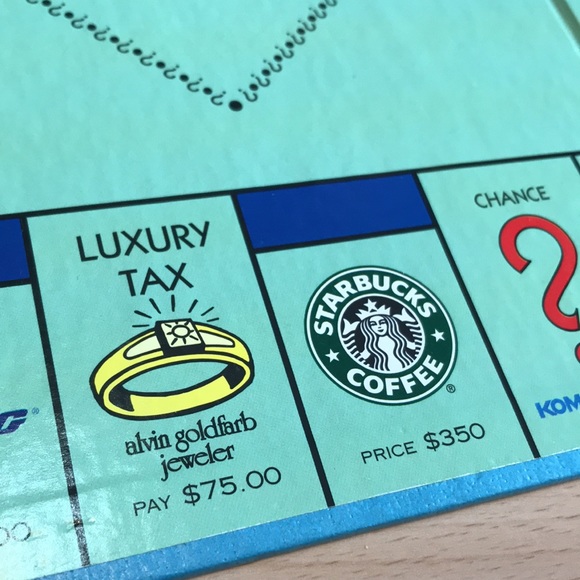 LUXURY
TAX
alvin goldfarb
jeweler
PAY $75.00
STARBUCKS
COFFEE
®
PRICE $350
CHANCE
?